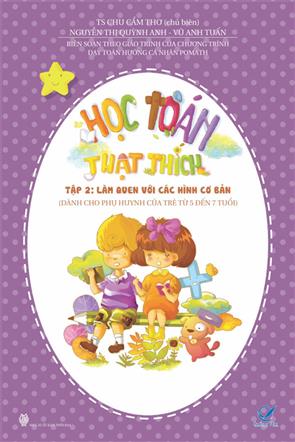 TS CHU CẨM THƠ (chủ biên)
NGUYỄN THỊ QUỲNH ANH - VŨ ANH TUẤN
BIÊN SOẠN THEO GIÁO TRÌNH CỦA CHƯƠNG TRÌNH
DẠY TOÁN HƯỚNG CÁ NHÂN POMATH
HỌC TOÁN
THẬT THÍCH
TẬP 2: LÀM QUEN VỚI CÁC HÌNH CƠ BẢN
(DÀNH CHO PHỤ HUYNH CỦA TRẺ TỪ 5 ĐẾN 7 TUỔI)